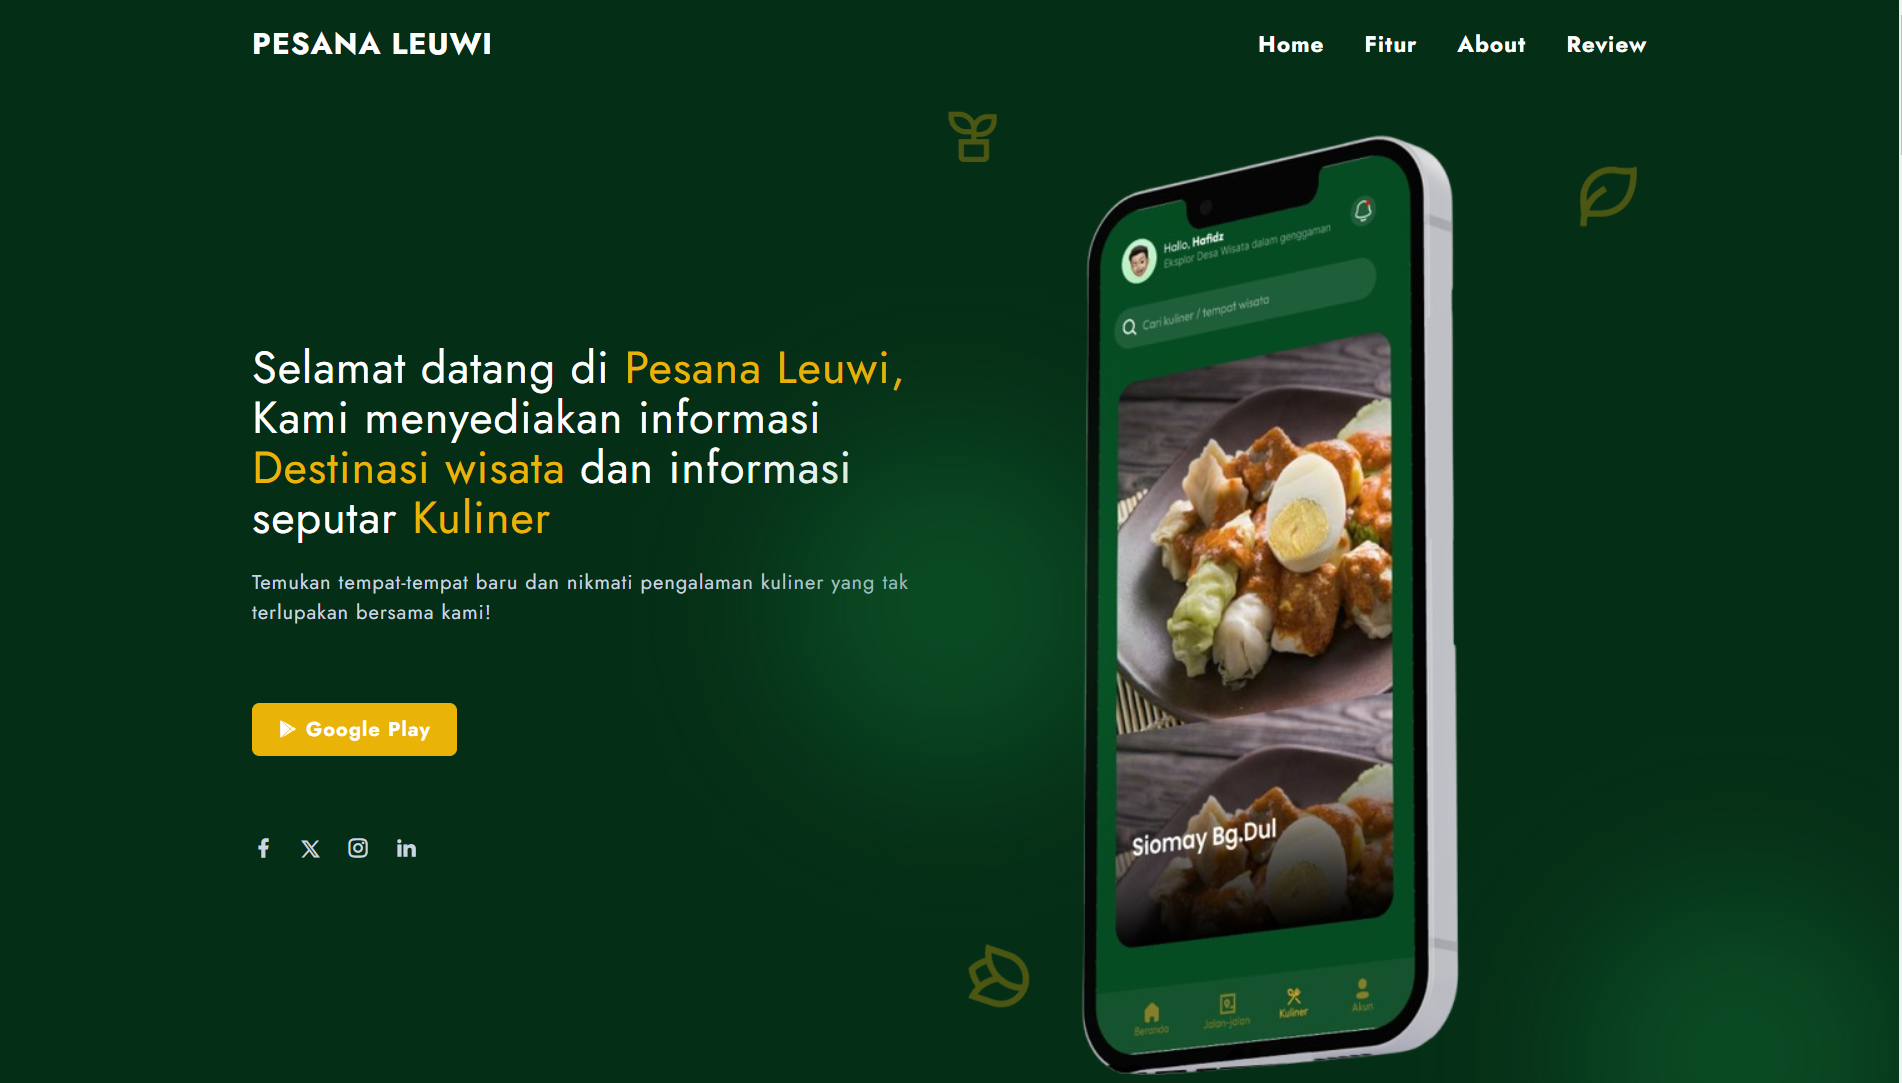 PESANA LEUWI
Home Fitur About Review
Selamat datang di Pesana Leuwi,
Kami menyediakan informasi
Destinasi wisata dan informasi
seputar Kuliner
Temukan tempat-tempat baru dan nikmati pengalaman kuliner yang tak
terlupakan bersama kami!
Google Play
Hallo, Hafidz
Eksplor Desa Wisata dalam genggaman
Cari kuliner / tempat wisata
Siomay Bg.Dul
Beranda Jalan-jalan Kuliner Akun